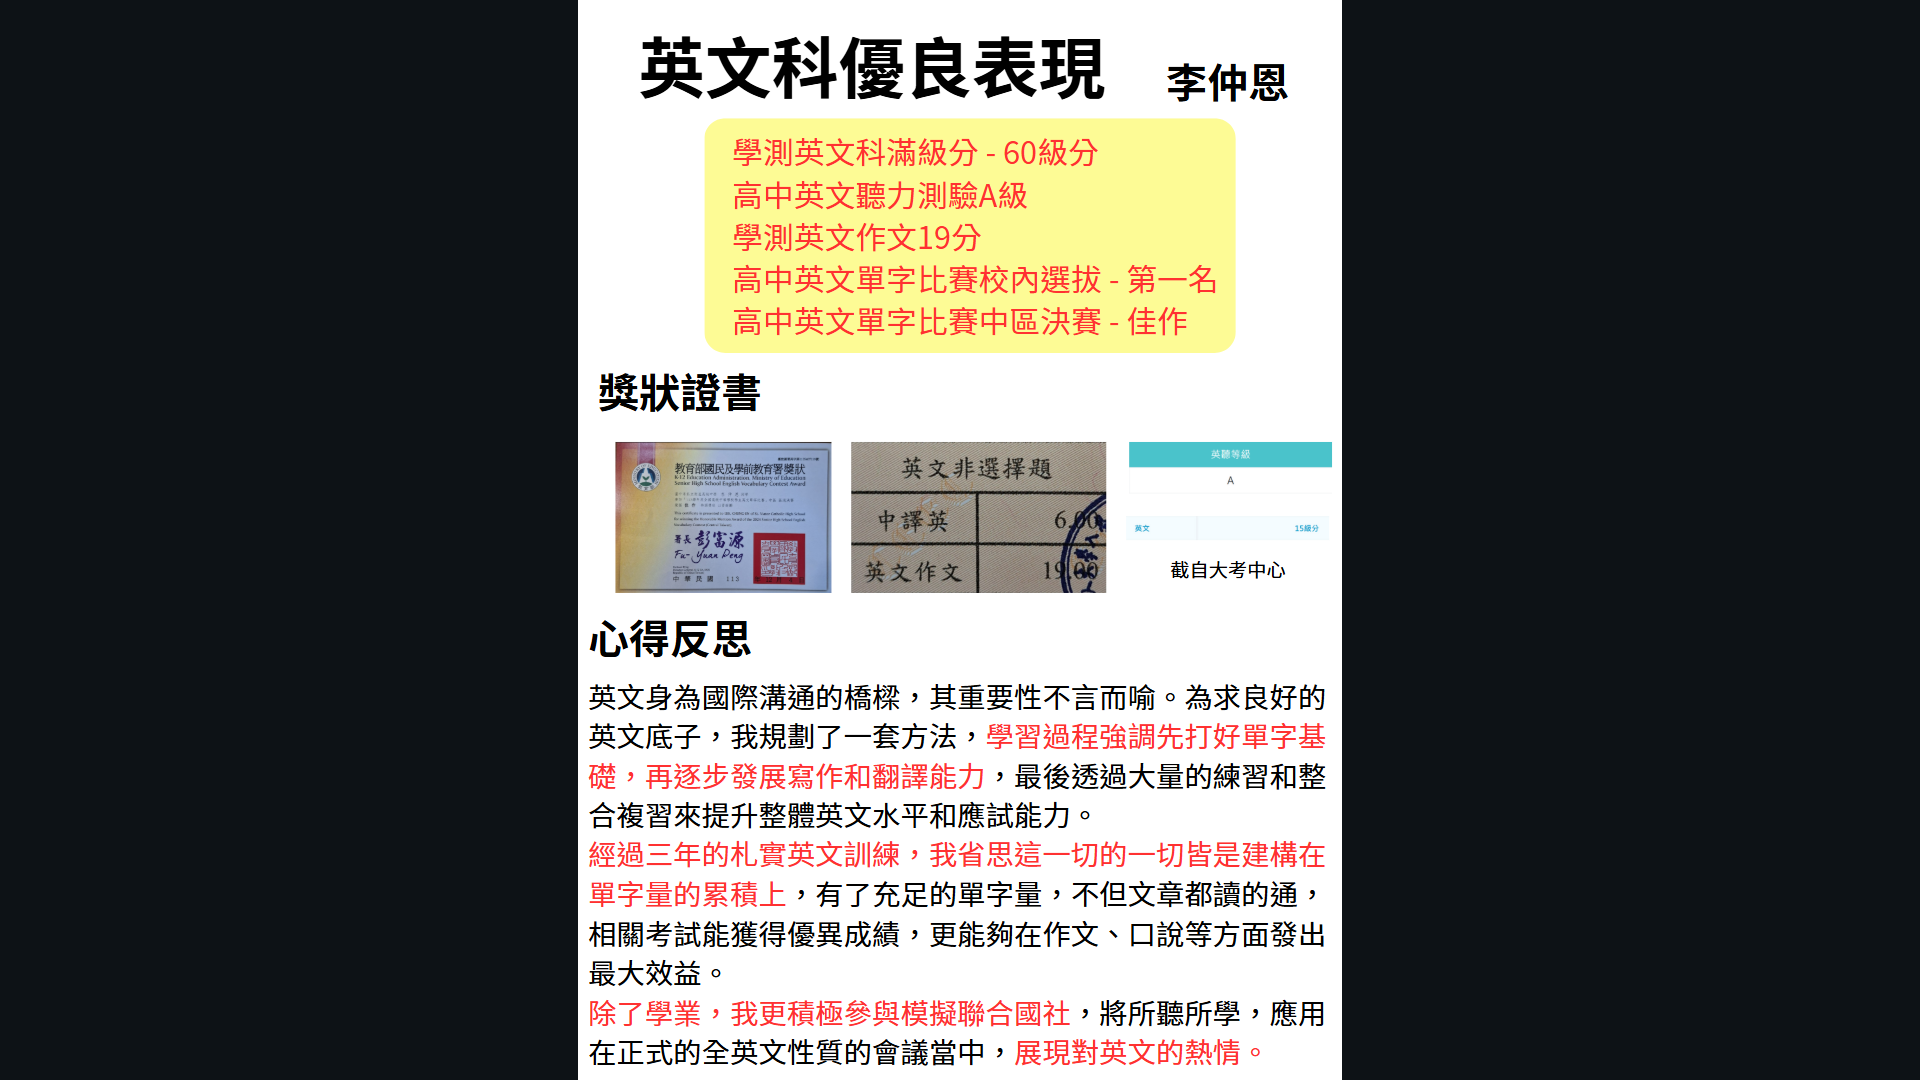 英文科優良表現 李仲恩
學測英文科滿級分 - 60級分
高中英文聽力測驗A級
學測英文作文19分
高中英文單字比賽校內選拔 - 第一名
高中英文單字比賽中區決賽 - 佳作
獎狀證書
教育部國民及學前教育署獎狀
K-12 Education Administration, Ministry of Education
Senior High School English Vocabulary Contest Award
署長 彭富源
Fu-Yuan Peng
中華民國 113
英文非選擇題
中譯英 6.00
英文作文 19.00
英聽等級
A
英文 15級分
截自大考中心
心得反思
英文身為國際溝通的橋樑，其重要性不言而喻。為求良好的
英文底子，我規劃了一套方法，學習過程強調先打好單字基
礎，再逐步發展寫作和翻譯能力，最後透過大量的練習和整
合複習來提升整體英文水平和應試能力。
經過三年的札實英文訓練，我省思這一切的一切皆是建構在
單字量的累積上，有了充足的單字量，不但文章都讀的通，
相關考試能獲得優異成績，更能夠在作文、口說等方面發出
最大效益。
除了學業，我更積極參與模擬聯合國社，將所聽所學，應用
在正式的全英文性質的會議當中，展現對英文的熱情。